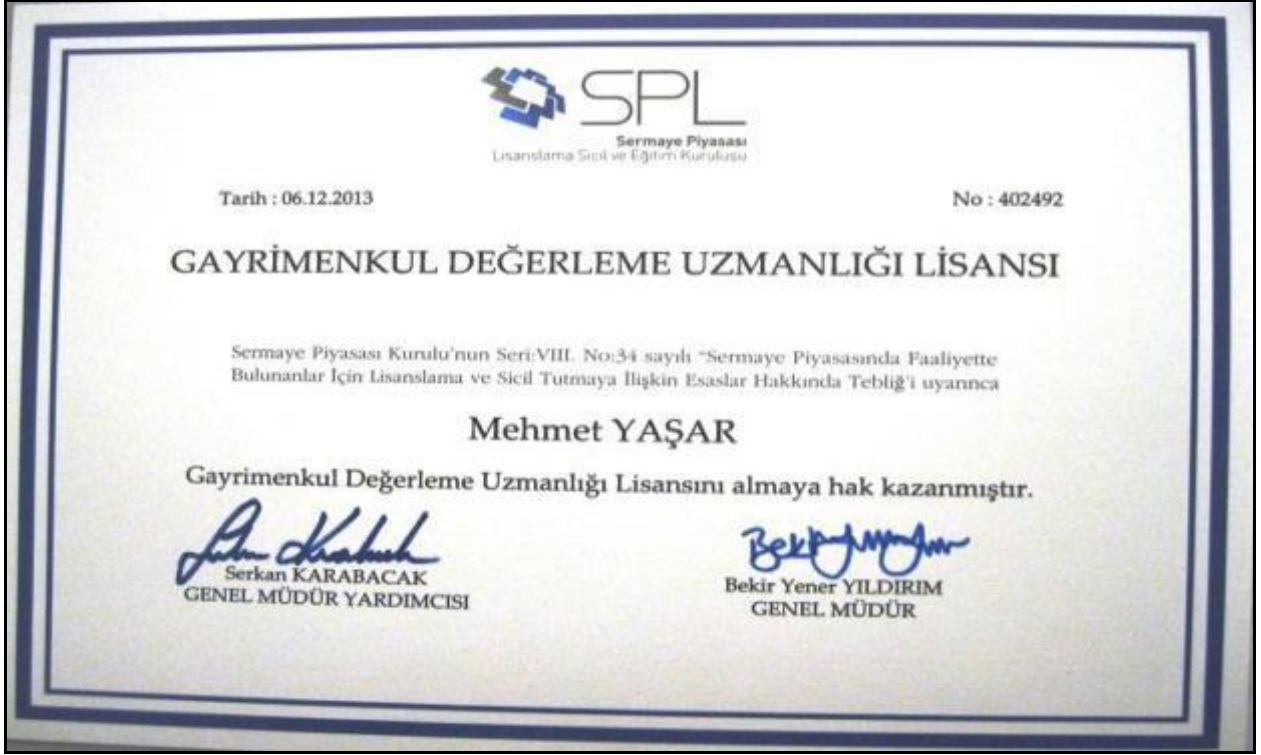 SPL
Sermaye Piyasası
Lisanslama Sicil ve Eğitim Kuruluşu
Tarih : 06.12.2013 No : 402492
GAYRİMENKUL DEĞERLEME UZMANLIĞI LİSANSI
Sermaye Piyasası Kurulu'nun Seri:VIII. No:34 sayılı "Sermaye Piyasasında Faaliyette
Bulunanlar İçin Lisanslama ve Sicil Tutmaya İlişkin Esaslar Hakkında Tebliğ'i uyarınca
Mehmet YAŞAR
Gayrimenkul Değerleme Uzmanlığı Lisansını almaya hak kazanmıştır.
Serkan KARABACAK Bekir Yener YILDIRIM
GENEL MÜDÜR YARDIMCISI GENEL MÜDÜR